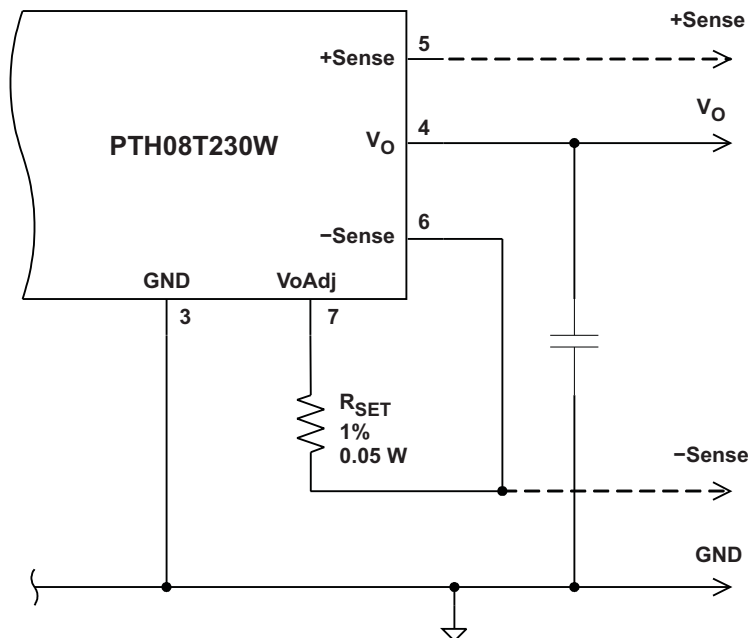 +Sense
5
+Sense
V_O
4
PTH08T230W
V_O
6
−Sense
GND
VoAdj
3
7
R_SET
1%
0.05 W
−Sense
GND